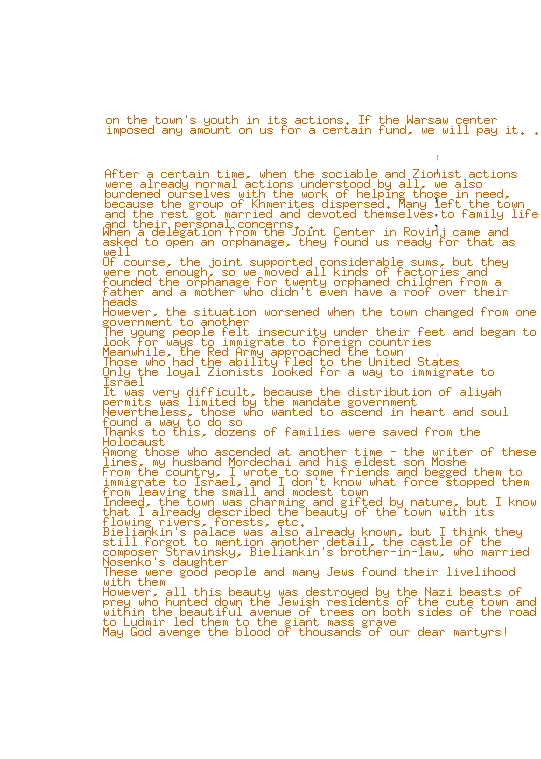 on the town's youth in its actions. If the Warsaw center
imposed any amount on us for a certain fund, we will pay it. .
After a certain time, when the sociable and Zionist actions
were already normal actions understood by all, we also
burdened ourselves with the work of helping those in need,
because the group of Khmerites dispersed. Many left the town
and the rest got married and devoted themselves to family life
and their personal concerns. .
When a delegation from the Joint Center in Rovinj came and
asked to open an orphanage, they found us ready for that as
well
Of course, the joint supported considerable sums, but they
were not enough, so we moved all kinds of factories and
founded the orphanage for twenty orphaned children from a
father and a mother who didn't even have a roof over their
heads
However, the situation worsened when the town changed from one
government to another
The young people felt insecurity under their feet and began to
look for ways to immigrate to foreign countries
Meanwhile, the Red Army approached the town
Those who had the ability fled to the United States
Only the loyal Zionists looked for a way to immigrate to
Israel
It was very difficult, because the distribution of aliyah
permits was limited by the mandate government
Nevertheless, those who wanted to ascend in heart and soul
found a way to do so
Thanks to this, dozens of families were saved from the
Holocaust
Among those who ascended at another time - the writer of these
lines, my husband Mordechai and his eldest son Moshe
From the country, I wrote to some friends and begged them to
immigrate to Israel, and I don't know what force stopped them
from leaving the small and modest town
Indeed, the town was charming and gifted by nature, but I know
that I already described the beauty of the town with its
flowing rivers, forests, etc.
Bieliankin's palace was also already known, but I think they
still forgot to mention another detail, the castle of the
composer Stravinsky, Bieliankin's brother-in-law, who married
Nosenko's daughter
These were good people and many Jews found their livelihood
with them
However, all this beauty was destroyed by the Nazi beasts of
prey who hunted down the Jewish residents of the cute town and
within the beautiful avenue of trees on both sides of the road
to Ludmir led them to the giant mass grave
May God avenge the blood of thousands of our dear martyrs!